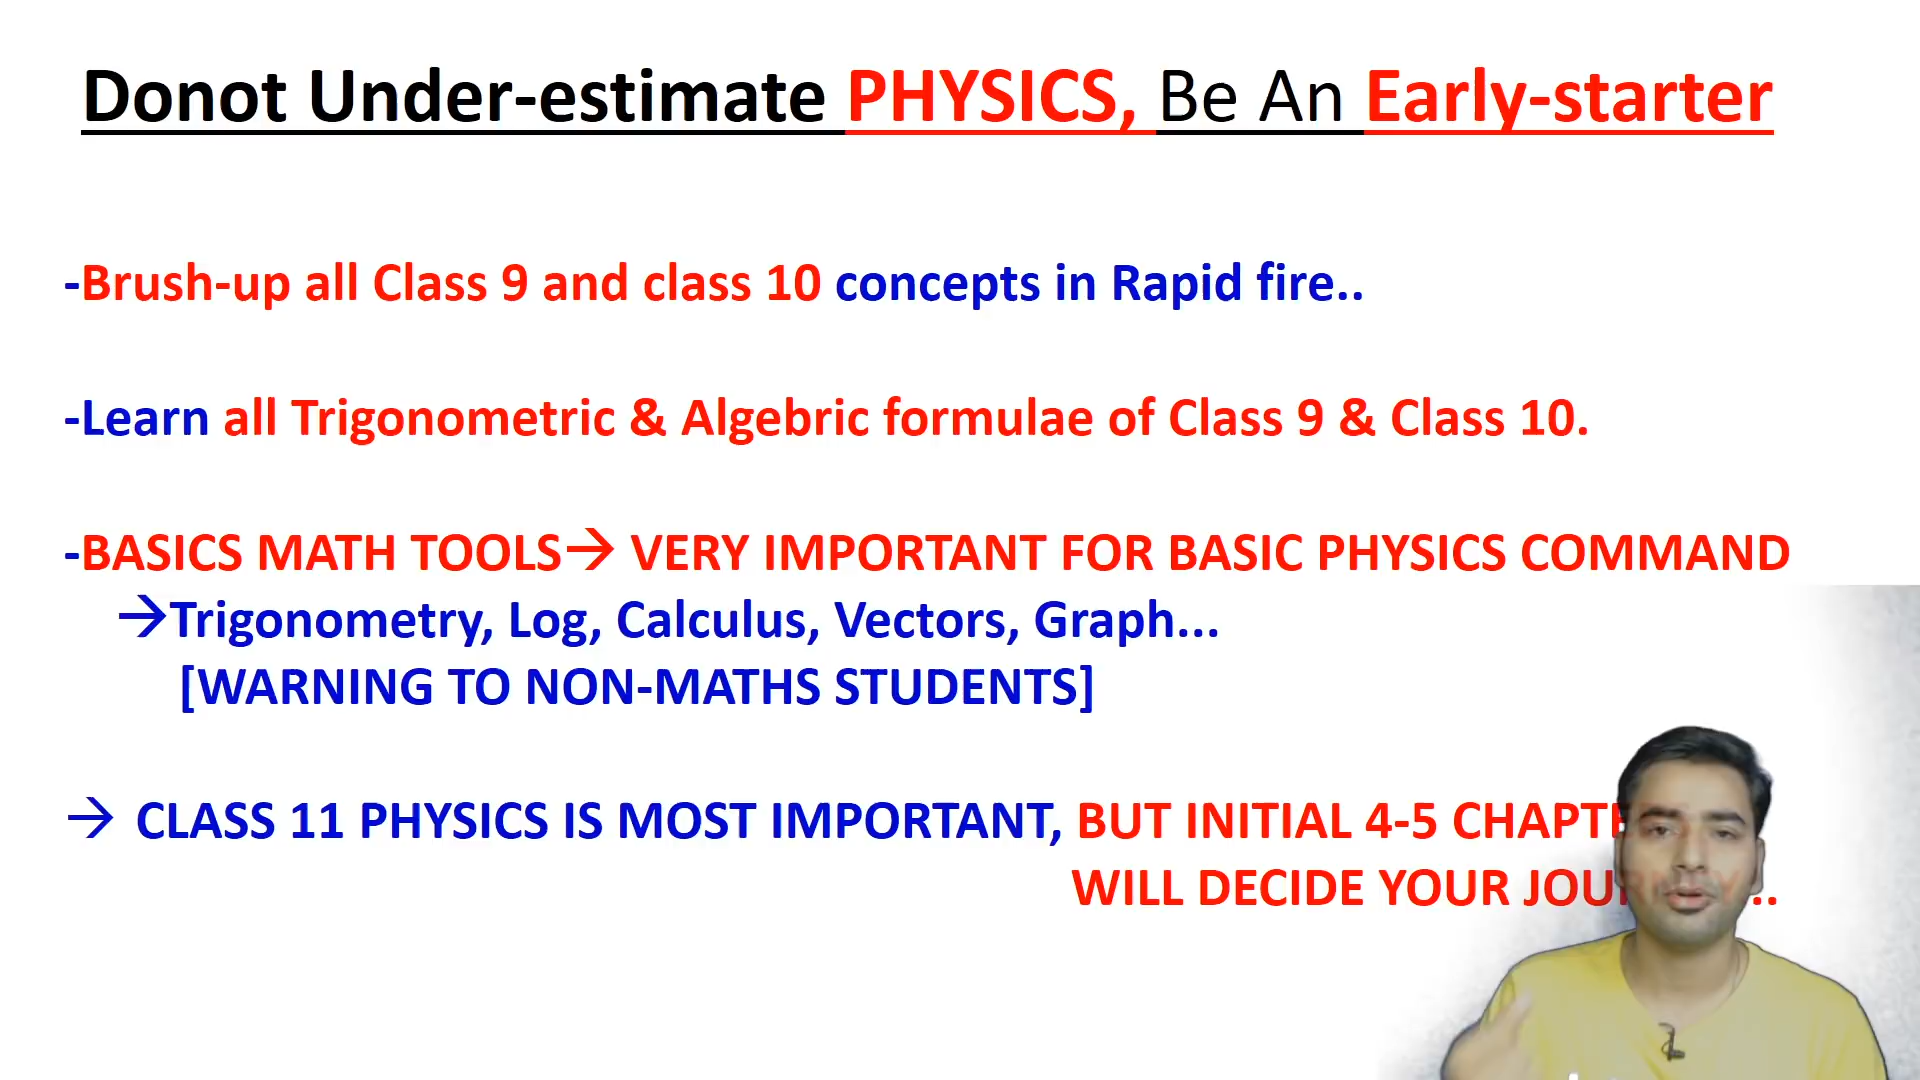 Donot Under-estimate PHYSICS, Be An Early-starter
-Brush-up all Class 9 and class 10 concepts in Rapid fire..
-Learn all Trigonometric & Algebric formulae of Class 9 & Class 10.
-BASICS MATH TOOLS→ VERY IMPORTANT FOR BASIC PHYSICS COMMAND
→Trigonometry, Log, Calculus, Vectors, Graph...
[WARNING TO NON-MATHS STUDENTS]
→ CLASS 11 PHYSICS IS MOST IMPORTANT, BUT INITIAL 4-5
WILL DECIDE YOUR